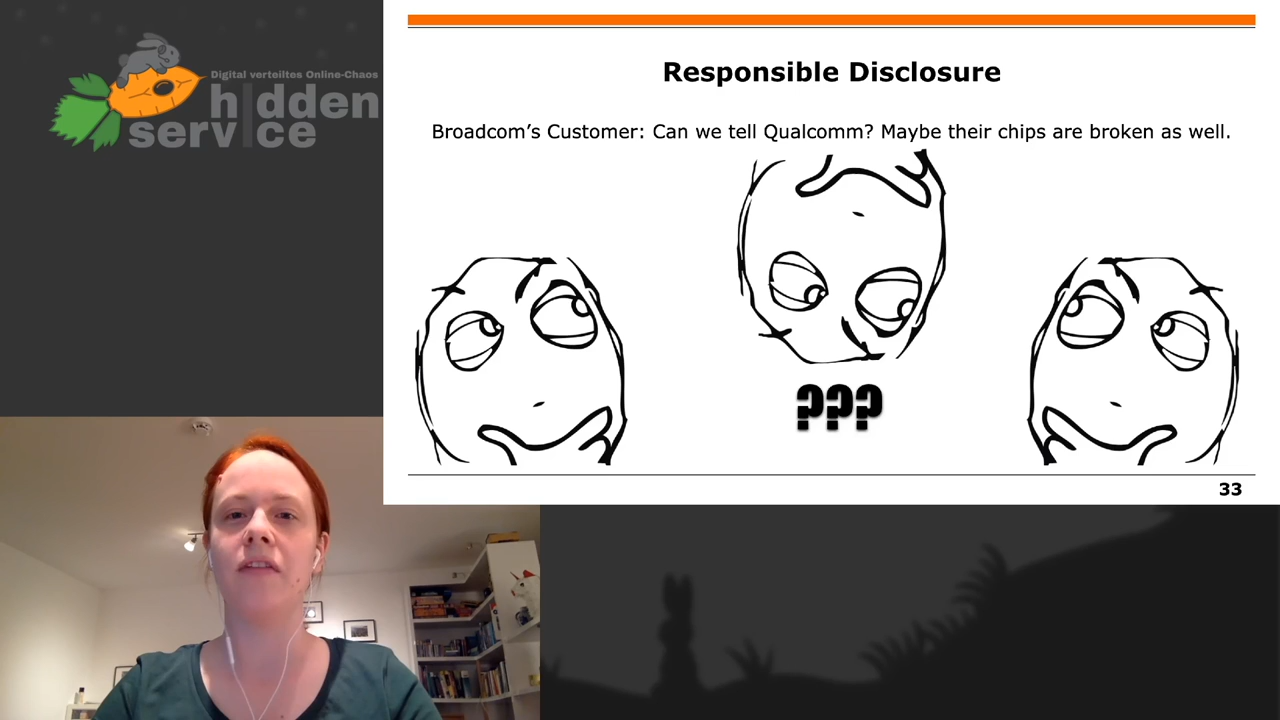 Digital verteiltes Online-Chaos
hidden
service
Responsible Disclosure
Broadcom’s Customer: Can we tell Qualcomm? Maybe their chips are broken as well.
???
33